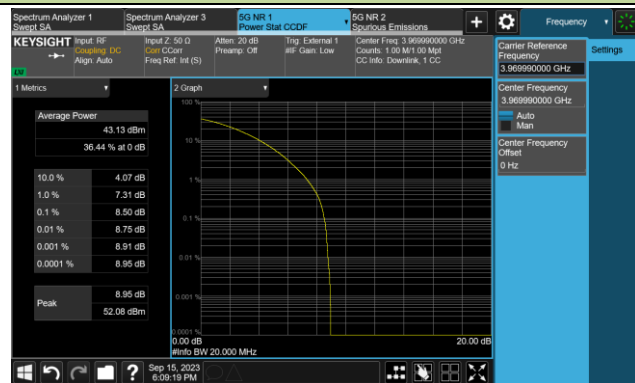 Spectrum Analyzer 1
Swept SA
Spectrum Analyzer 3
Swept SA
5G NR 1
Power Stat CCDF
5G NR 2
Spurious Emissions
Frequency
KEYSIGHT
Input: RF
Coupling: DC
Align: Auto
Input Z: 50 Ω
Corr CCorr
Freq Ref: Int (S)
Atten: 20 dB
Preamp: Off
Trig: External 1
#IF Gain: Low
Center Freq: 3.969990000 GHz
Counts: 1.00 M/1.00 Mpt
CC Info: Downlink, 1 CC
1 Metrics
Average Power
43.13 dBm
36.44 % at 0 dB
10.0 % 4.07 dB
1.0 % 7.31 dB
0.1 % 8.50 dB
0.01 % 8.75 dB
0.001 % 8.91 dB
0.0001 % 8.95 dB
Peak
8.95 dB
52.08 dBm
2 Graph
100 %
10 %
1 %
0.1 %
0.01 %
0.001 %
0.0001 %
0.00 dB
20.00 dB
#Info BW 20.000 MHz
Carrier Reference
Frequency
3.969990000 GHz
Settings
Center Frequency
3.969990000 GHz
Auto
Man
Center Frequency
Offset
0 Hz
Sep 15, 2023
6:09:19 PM